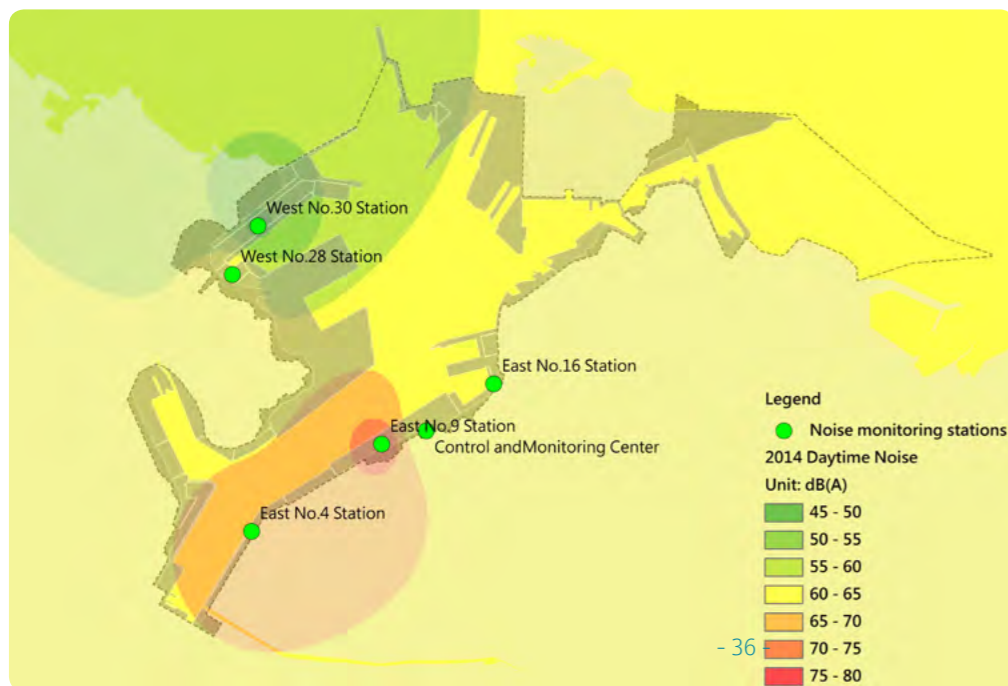 West No.30 Station
West No.28 Station
East No.16 Station
East No.9 Station
Control andMonitoring Center
East No.4 Station
Legend
Noise monitoring stations
2014 Daytime Noise
Unit: dB(A)
45 - 50
50 - 55
55 - 60
60 - 65
65 - 70
70 - 75
75 - 80
- 36 -